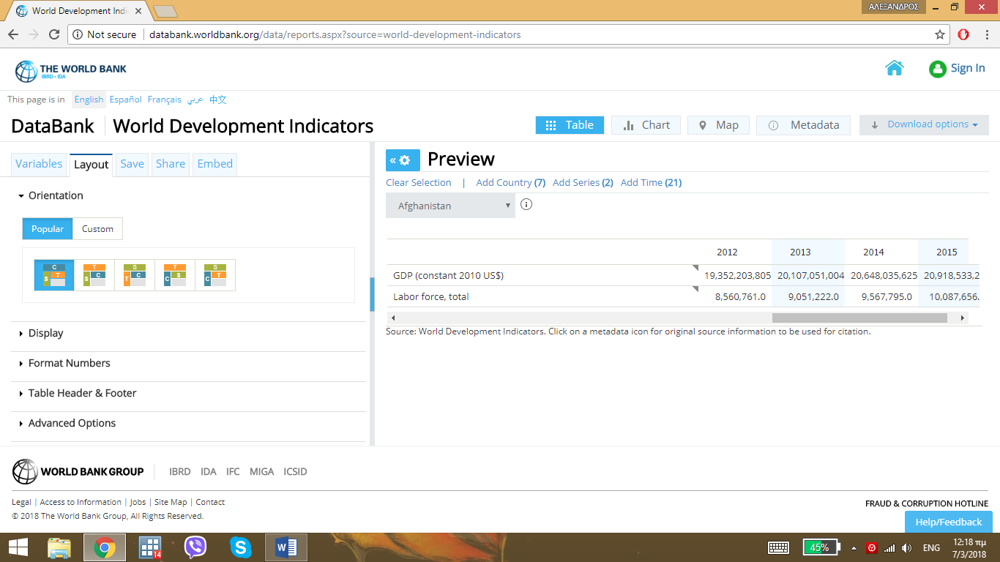 World Development Indi
ΑΛΕΞΑΝΔΡΟΣ
Not secure | databank.worldbank.org/data/reports.aspx?source=world-development-indicators
THE WORLD BANK
IBRD • IDA
Sign In
This page is in English Español Français عربي 中文
DataBank World Development Indicators
Table Chart Map Metadata Download options
Variables Layout Save Share Embed
Orientation
Popular Custom
C S T
T S C
S T C
T C S
S C T
Display
Format Numbers
Table Header & Footer
Advanced Options
« Preview
Clear Selection | Add Country (7) Add Series (2) Add Time (21)
Afghanistan
2012 2013 2014 2015
GDP (constant 2010 US$) 19,352,203,805 20,107,051,004 20,648,035,625 20,918,533,2
Labor force, total 8,560,761.0 9,051,222.0 9,567,795.0 10,087,656.
Source: World Development Indicators. Click on a metadata icon for original source information to be used for citation.
WORLD BANK GROUP IBRD IDA IFC MIGA ICSID
Legal | Access to Information | Jobs | Site Map | Contact
© 2018 The World Bank Group, All Rights Reserved.
FRAUD & CORRUPTION HOTLINE
Help/Feedback
14
45%
ENG
12:18 πμ
7/3/2018